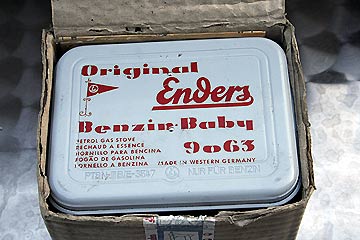 Original
Enders
Benzin-Baby
9063
PETROL GAS STOVE
RECHAUD A ESSENCE
HORNILLO PARA BENCINA
FOGÃO DE GASOLINA
FORNELLO A BENZINA MADE IN WESTERN GERMANY
NUR FÜR BENZIN